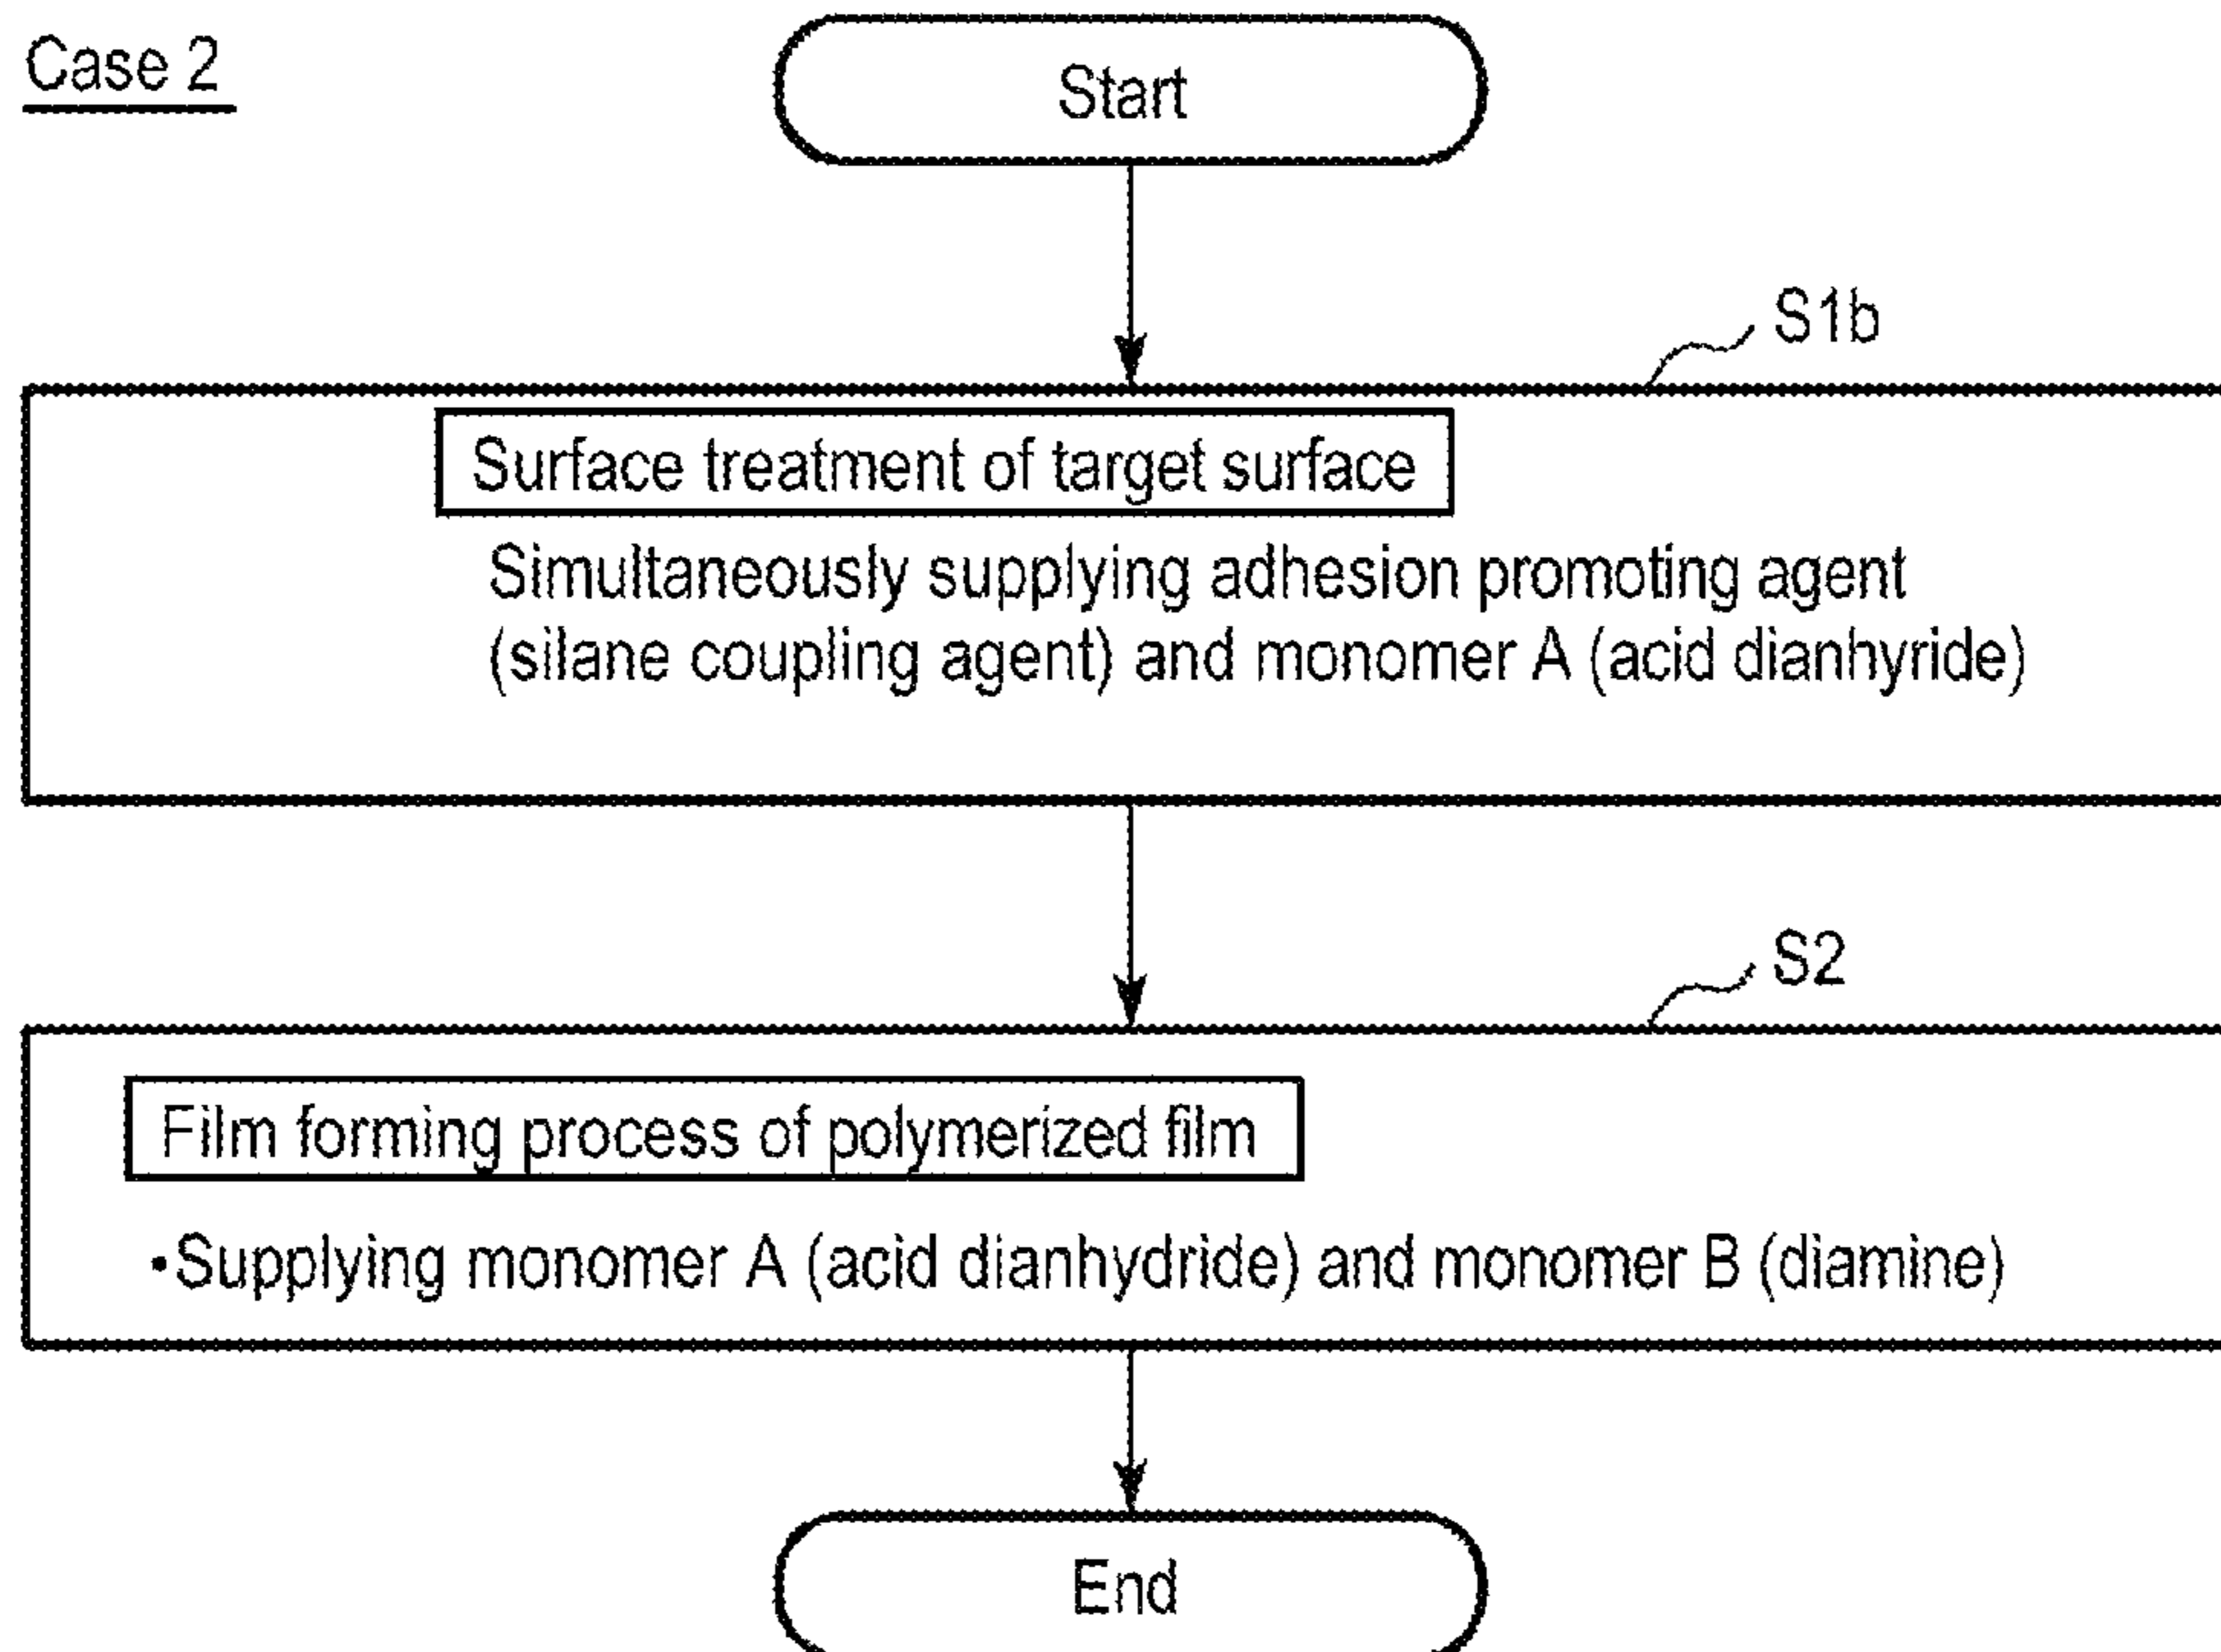 Case 2
Start
S1b
Surface treatment of target surface
Simultaneously supplying adhesion promoting agent
(silane coupling agent) and monomer A (acid dianhyride)
S2
Film forming process of polymerized film
•Supplying monomer A (acid dianhydride) and monomer B (diamine)
End